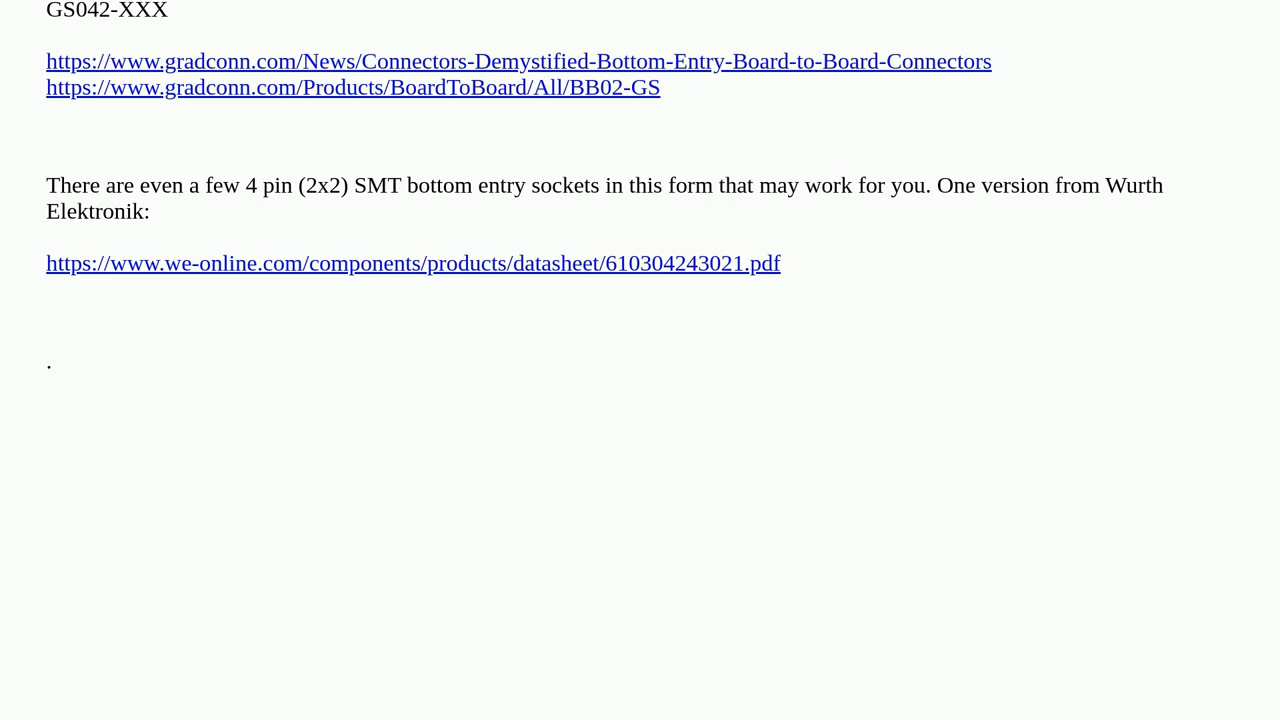 GS042-XXX
https://www.gradconn.com/News/Connectors-Demystified-Bottom-Entry-Board-to-Board-Connectors
https://www.gradconn.com/Products/BoardToBoard/All/BB02-GS
There are even a few 4 pin (2x2) SMT bottom entry sockets in this form that may work for you. One version from Wurth
Elektronik:
https://www.we-online.com/components/products/datasheet/610304243021.pdf
.